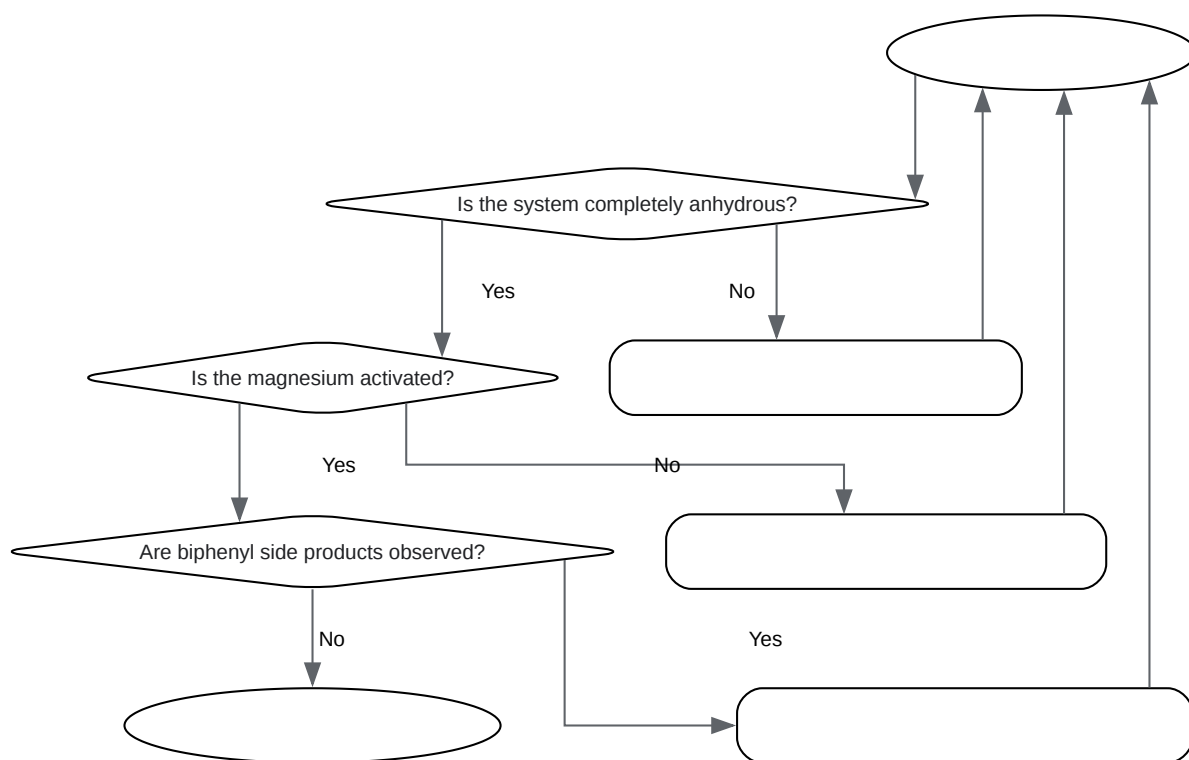 Is the system completely anhydrous?
Yes
No
Is the magnesium activated?
Yes
No
Are biphenyl side products observed?
No
Yes